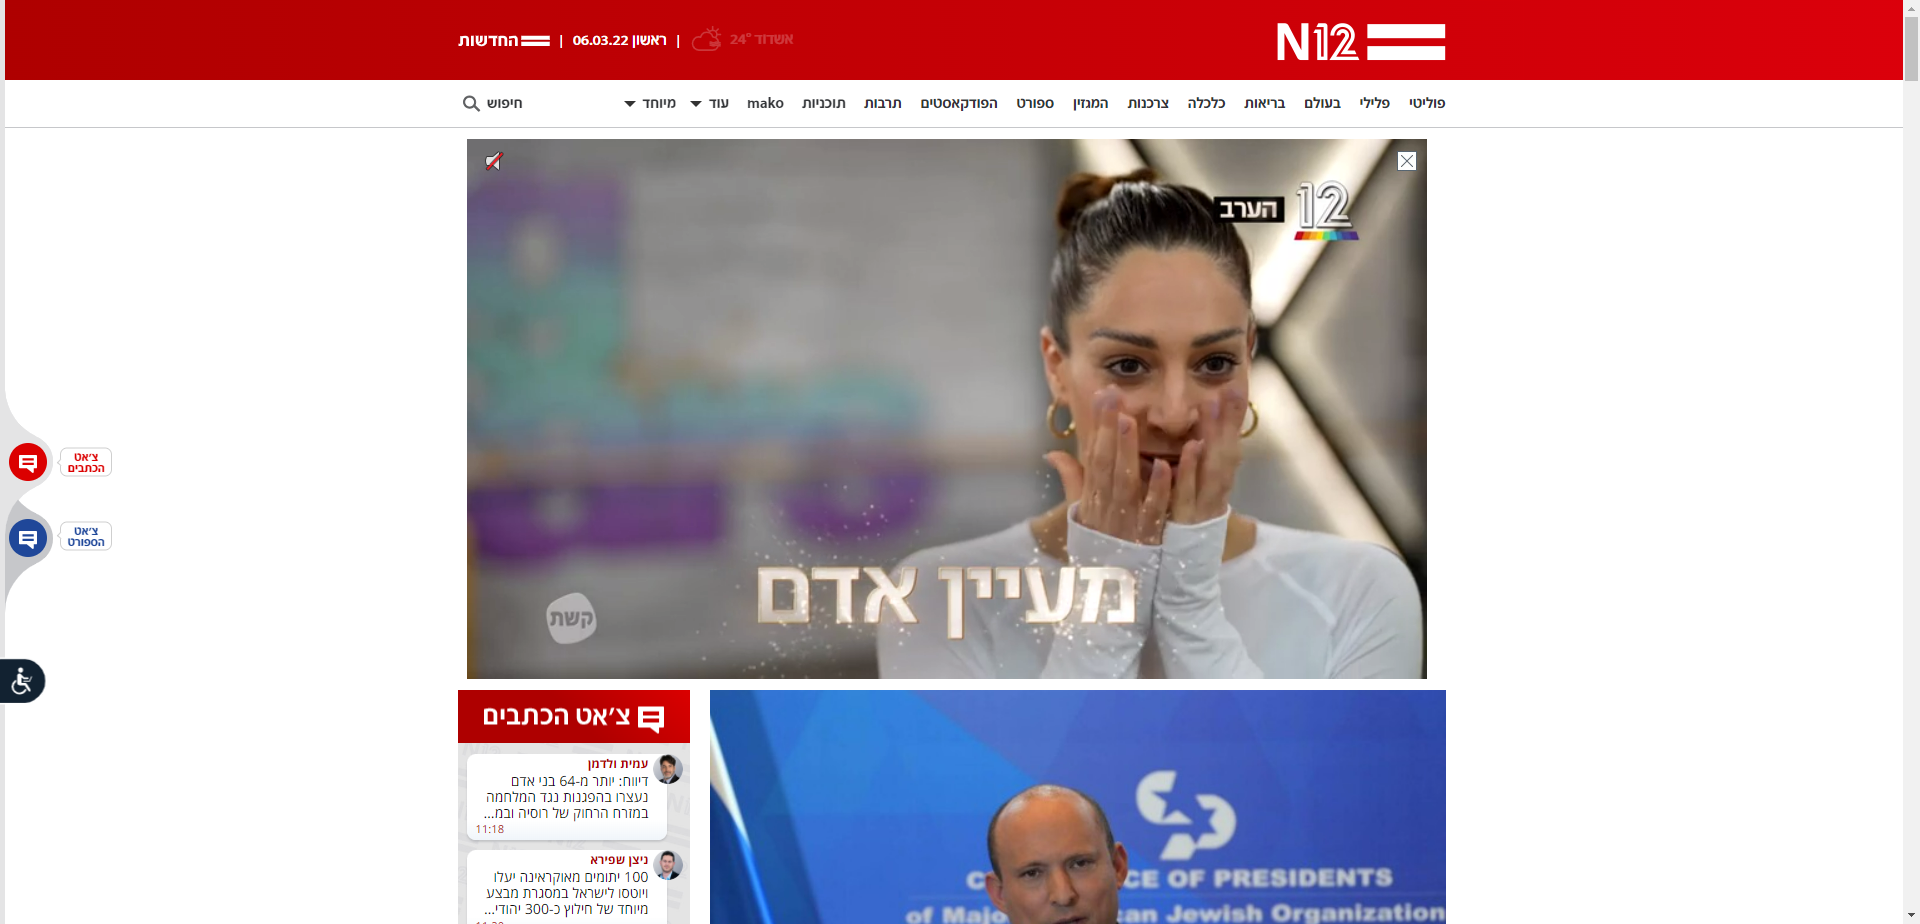 N12
אשדוד 24°
|
ראשון| 06.03.22
|
החדשות
פוליטי
פלילי
בעולם
בריאות
כלכלה
צרכנות
המגזין
ספורט
הפודקאסטים
תרבות
תוכניות
mako
עוד
מיוחד
חיפוש
הערב 12
מעיין אדם
קשת
צ'אט
הכתבים
צ'אט
הספורט
צ'אט הכתבים
עמית ולדמן
דיווח: יותר מ-64 בני אדם
נעצרו בהפגנות נגד המלחמה
במזרח הרחוק של רוסיה ובמ...
11:18
ניצן שפירא
100 יתומים מאוקראינה יעלו
ויוטסו לישראל במסגרת מבצע
מיוחד של חילוץ כ-300 יהודי...
CE OF PRESIDENTS
of Majo can Jewish Organization